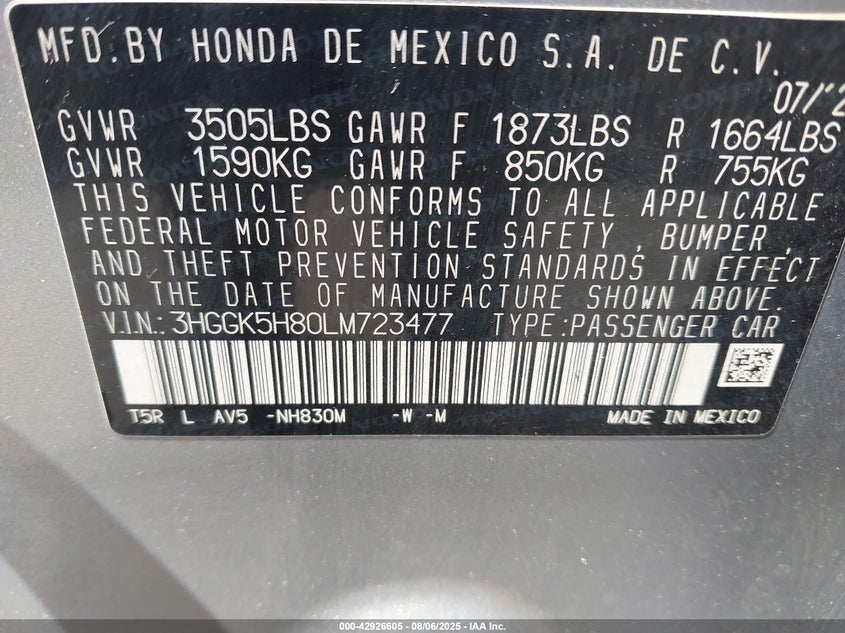 MFD. BY HONDA DE MEXICO S.A. DE C.V.
07/'2
GVWR 3505LBS GAWR F 1873LBS R 1664LBS
GVWR 1590KG GAWR F 850KG R 755KG
THIS VEHICLE CONFORMS TO ALL APPLICABLE
FEDERAL MOTOR VEHICLE SAFETY , BUMPER ,
AND THEFT PREVENTION STANDARDS IN EFFECT
ON THE DATE OF MANUFACTURE SHOWN ABOVE.
V.I.N.: 3HGGK5H80LM723477 TYPE:PASSENGER CAR
T5R L AV5 -NH830M -W -M MADE IN MEXICO
000-42926605 - 08/06/2025 - IAA Inc.